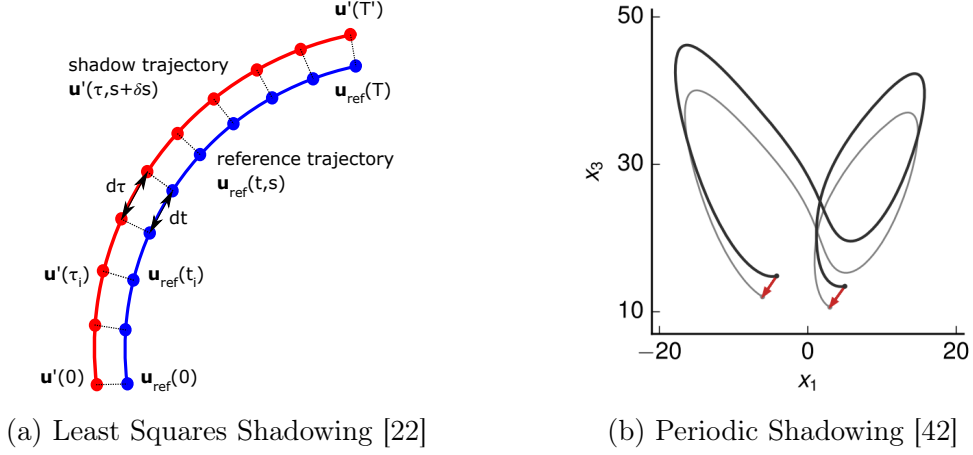 u'(T')
shadow trajectory
u'(τ,s+δs)
u_ref(T)
reference trajectory
u_ref(t,s)
dτ
dt
u'(τ_i)
u_ref(t_i)
u'(0)
u_ref(0)
50
30
10
x_3
−20
0
20
x_1
(a) Least Squares Shadowing [22]
(b) Periodic Shadowing [42]